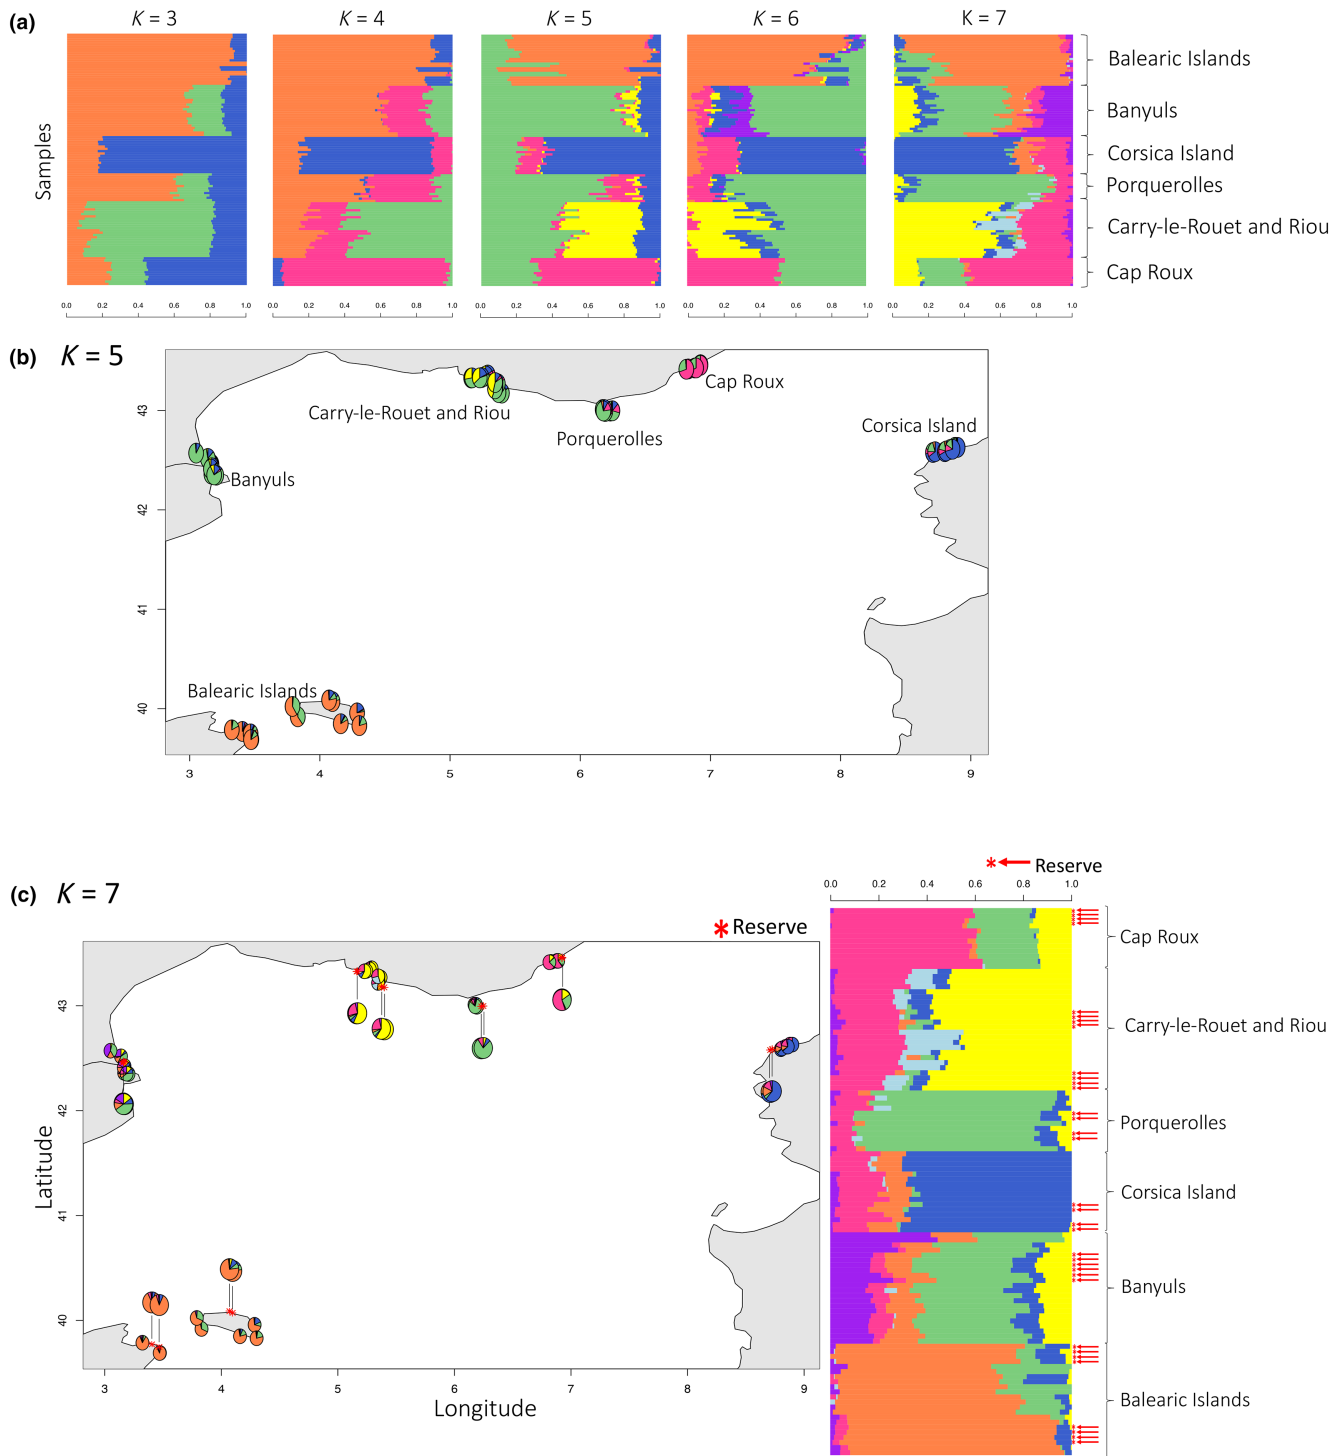 (a)
K = 3
K = 4
K = 5
K = 6
K = 7
Samples
Balearic Islands
Banyuls
Corsica Island
Porquerolles
Carry-le-Rouet and Riou
Cap Roux
0.0 0.2 0.4 0.6 0.8 1.0
0.0 0.2 0.4 0.6 0.8 1.0
0.0 0.2 0.4 0.6 0.8 1.0
0.0 0.2 0.4 0.6 0.8 1.0
0.0 0.2 0.4 0.6 0.8 1.0
(b) K = 5
Cap Roux
Carry-le-Rouet and Riou
Corsica Island
Porquerolles
Banyuls
Balearic Islands
43
42
41
40
3 4 5 6 7 8 9
(c) K = 7
* Reserve
Latitude
43
42
41
40
3 4 5 6 7 8 9
Longitude
* Reserve
0.0 0.2 0.4 0.6 0.8 1.0
Cap Roux
Carry-le-Rouet and Riou
Porquerolles
Corsica Island
Banyuls
Balearic Islands